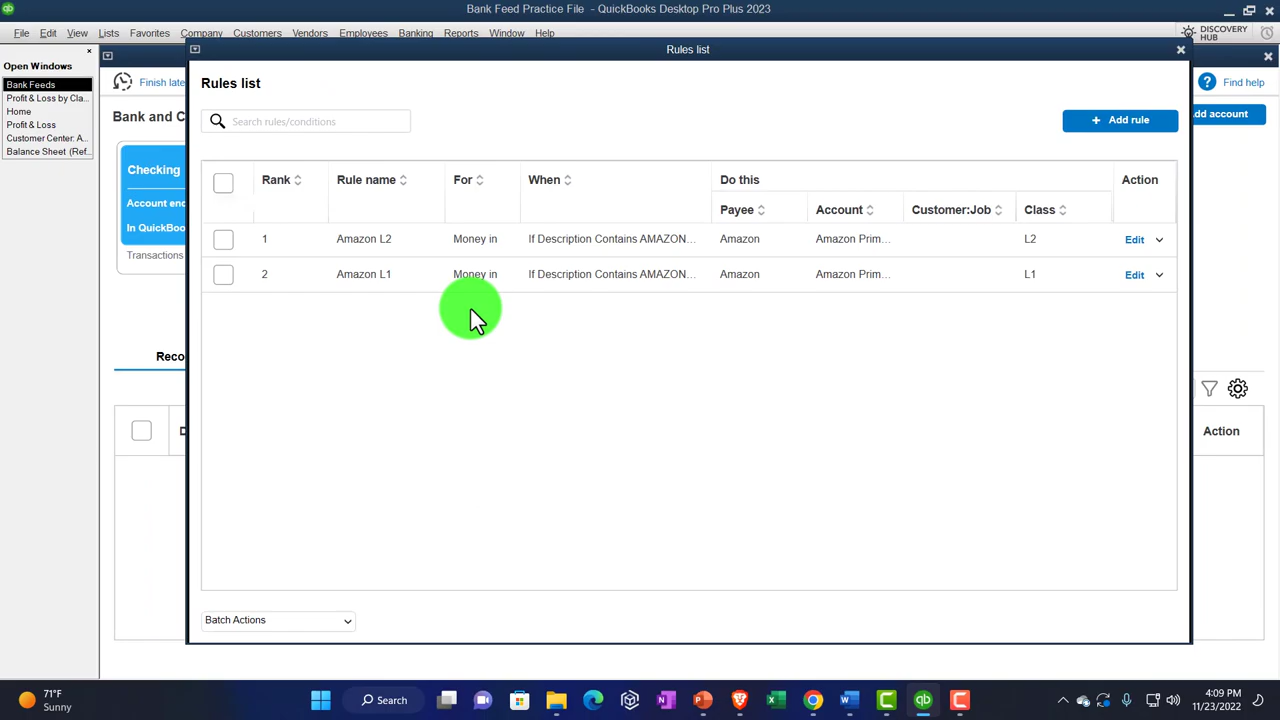 Bank Feed Practice File - QuickBooks Desktop Pro Plus 2023
File Edit View Lists Favorites Company Customers Vendors Employees Banking Reports Window Help
DISCOVERY
HUB
Open Windows
Bank Feeds
Profit & Loss by Cla...
Home
Profit & Loss
Customer Center: A...
Balance Sheet (Ref...
Rules list
Finish late
Find help
Rules list
Bank and C
dd account
Search rules/conditions
+ Add rule
Checking
Account end
In QuickBoo
Transactions
Reco
Rank Rule name For When Do this Action
Payee Account Customer:Job Class
1 Amazon L2 Money in If Description Contains AMAZON... Amazon Amazon Prim... L2 Edit
2 Amazon L1 Money in If Description Contains AMAZON... Amazon Amazon Prim... L1 Edit
Action
Batch Actions
71°F
Sunny
Search
4:09 PM
11/23/2022